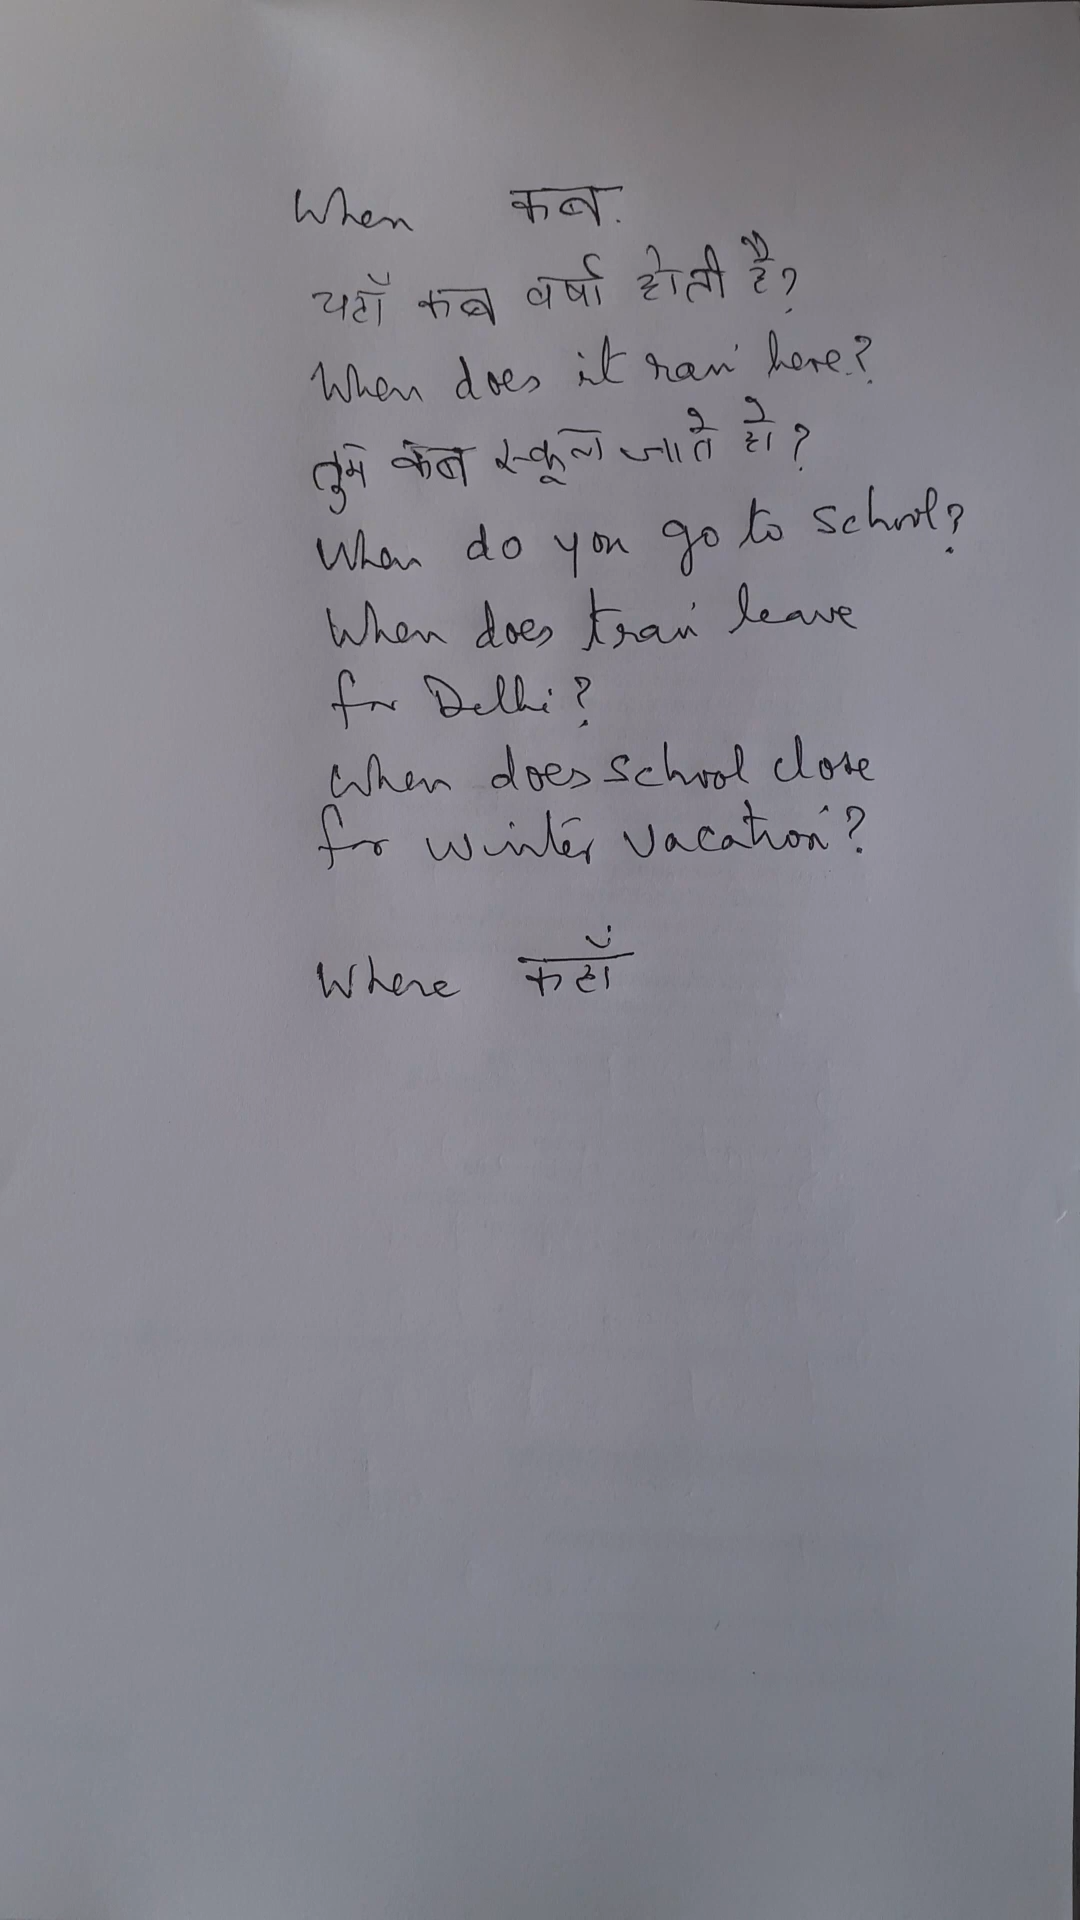 When कब.
यहाँ कब वर्षा होती है?
When does it rain here?
तुम कब स्कूल जाते हो?
When do you go to school?
When does train leave
for Delhi?
When does school close
for winter vacation?
Where कहाँ